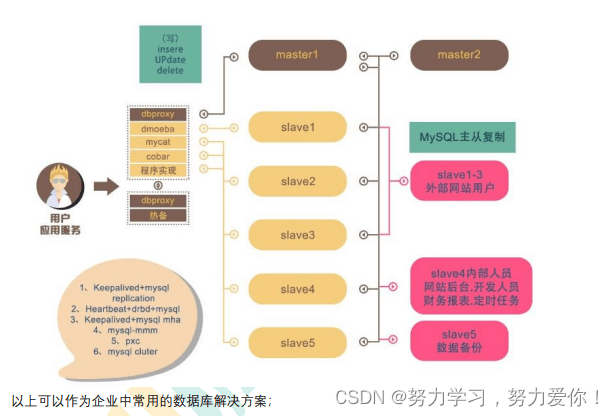 （写）
insere
UPdate
delete
master1
master2
dbproxy
dmoeba
mycat
cobar
程序实现
dbproxy
热备
用户
应用服务
slave1
slave2
slave3
slave4
slave5
MySQL主从复制
slave1-3
外部网站用户
slave4内部人员
网站后台,开发人员
财务报表,定时任务
slave5
数据备份
1、Keepalived+mysql
replication
2、Heartbeat+drbd+mysql
3、Keepalived+mysql mha
4、mysql-mmm
5、pxc
6、mysql cluter
以上可以作为企业中常用的数据库解决方案；
CSDN @努力学习，努力爱你！